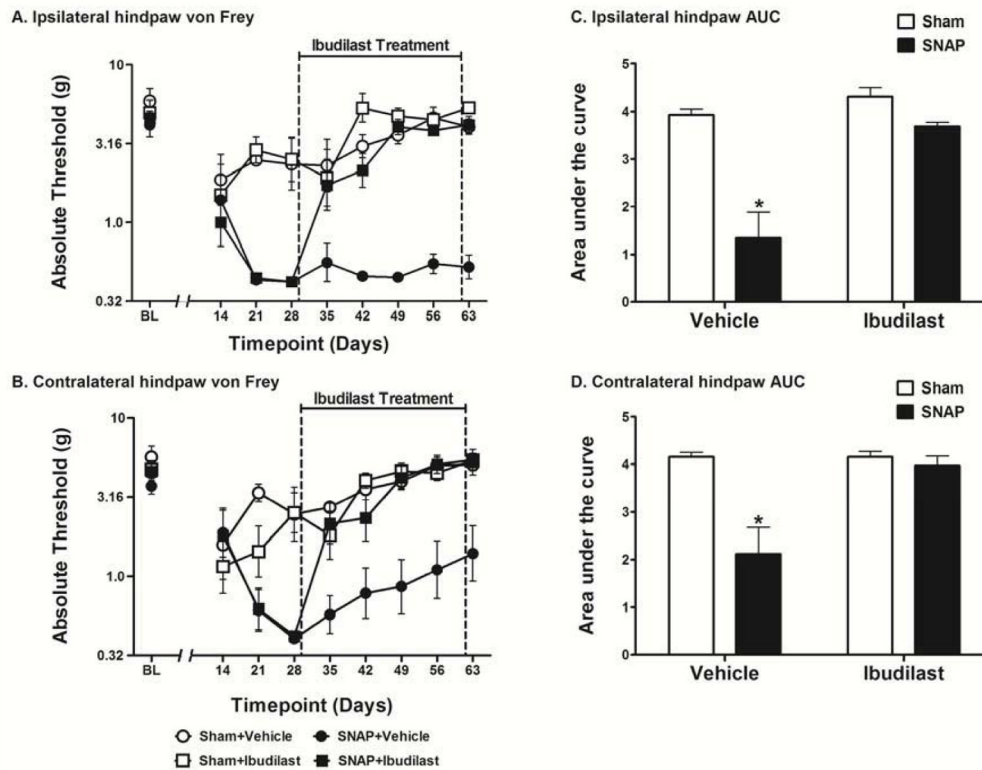 A. Ipsilateral hindpaw von Frey
Ibudilast Treatment
Absolute Threshold (g)
10
3.16
1.0
0.32
BL 14 21 28 35 42 49 56 63
Timepoint (Days)
C. Ipsilateral hindpaw AUC
Sham
SNAP
Area under the curve
5
4
3
2
1
0
*
Vehicle Ibudilast
B. Contralateral hindpaw von Frey
Ibudilast Treatment
Absolute Threshold (g)
10
3.16
1.0
0.32
BL 14 21 28 35 42 49 56 63
Timepoint (Days)
Sham+Vehicle SNAP+Vehicle
Sham+Ibudilast SNAP+Ibudilast
D. Contralateral hindpaw AUC
Sham
SNAP
Area under the curve
5
4
3
2
1
0
*
Vehicle Ibudilast